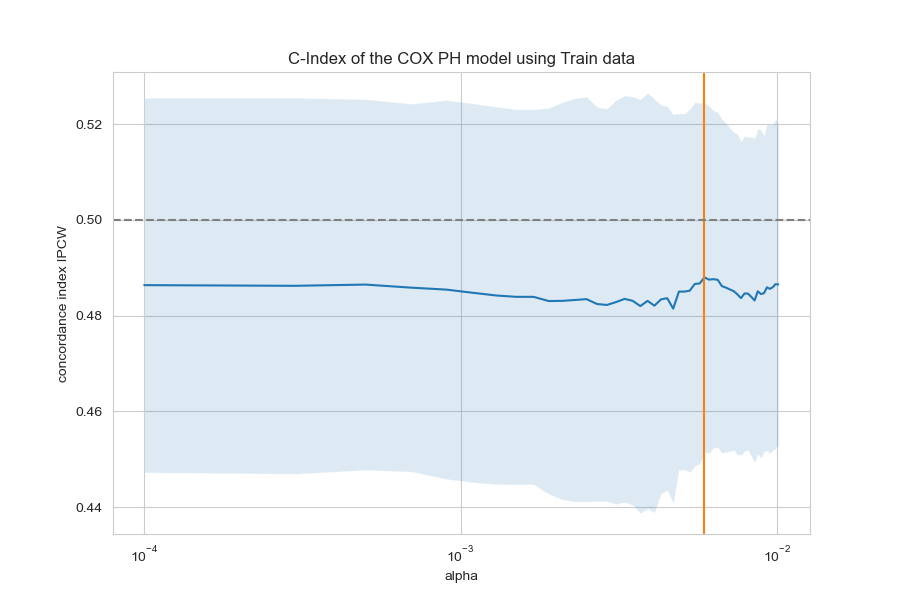 C-Index of the COX PH model using Train data
concordance index IPCW
0.52
0.50
0.48
0.46
0.44
10⁻⁴
10⁻³
10⁻²
alpha